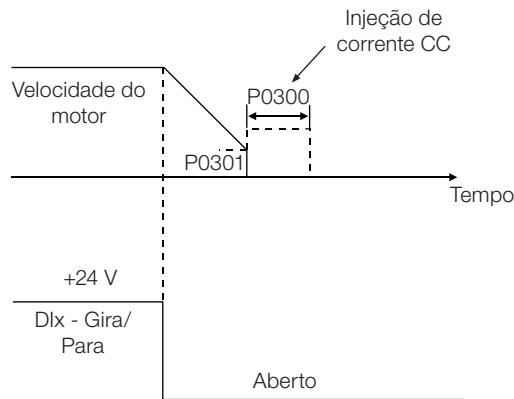 Injeção de
corrente CC
Velocidade do
motor
P0300
P0301
Tempo
+24 V
DIx - Gira/
Para
Aberto